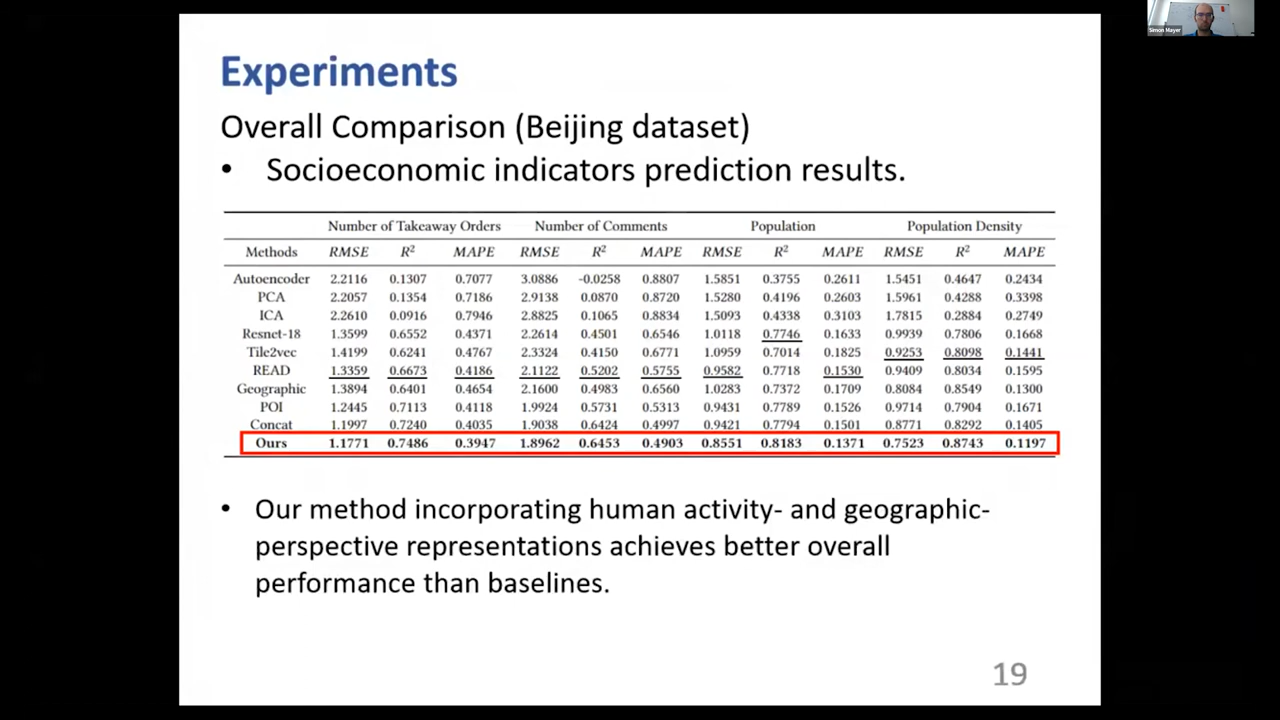 Simon Mayer
Experiments
Overall Comparison (Beijing dataset)
• Socioeconomic indicators prediction results.
Number of Takeaway Orders Number of Comments Population Population Density
Methods RMSE R² MAPE RMSE R² MAPE RMSE R² MAPE RMSE R² MAPE
Autoencoder 2.2116 0.1307 0.7077 3.0886 -0.0258 0.8807 1.5851 0.3755 0.2611 1.5451 0.4647 0.2434
PCA 2.2057 0.1354 0.7186 2.9138 0.0870 0.8720 1.5280 0.4196 0.2603 1.5961 0.4288 0.3398
ICA 2.2610 0.0916 0.7946 2.8825 0.1065 0.8834 1.5093 0.4338 0.3103 1.7815 0.2884 0.2749
Resnet-18 1.3599 0.6552 0.4371 2.2614 0.4501 0.6546 1.0118 0.7746 0.1633 0.9939 0.7806 0.1668
Tile2vec 1.4199 0.6241 0.4767 2.3324 0.4150 0.6771 1.0959 0.7014 0.1825 0.9253 0.8098 0.1441
READ 1.3359 0.6673 0.4186 2.1122 0.5202 0.5755 0.9582 0.7718 0.1530 0.9409 0.8034 0.1595
Geographic 1.3894 0.6401 0.4654 2.1600 0.4983 0.6560 1.0283 0.7372 0.1709 0.8084 0.8549 0.1300
POI 1.2445 0.7113 0.4118 1.9924 0.5731 0.5313 0.9431 0.7789 0.1526 0.9714 0.7904 0.1671
Concat 1.1997 0.7240 0.4035 1.9038 0.6424 0.4997 0.9421 0.7794 0.1501 0.8771 0.8292 0.1405
Ours 1.1771 0.7486 0.3947 1.8962 0.6453 0.4903 0.8551 0.8183 0.1371 0.7523 0.8743 0.1197
• Our method incorporating human activity- and geographic-
perspective representations achieves better overall
performance than baselines.
19